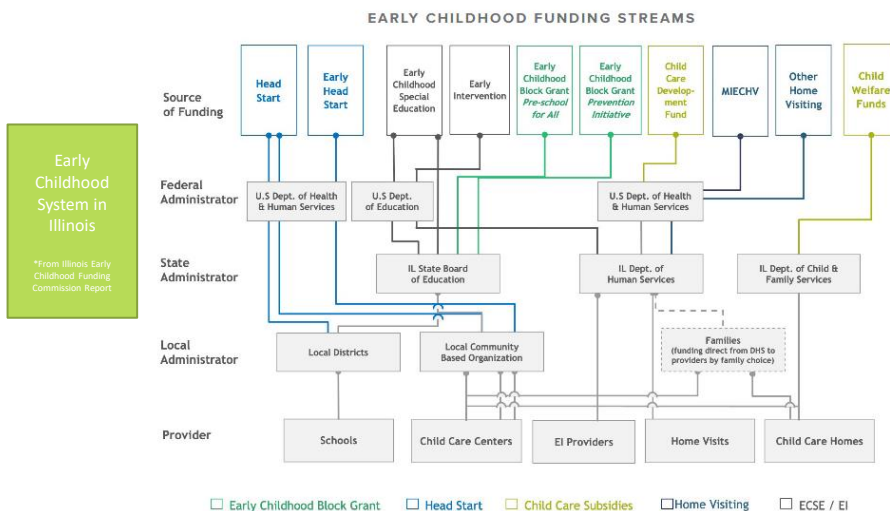 EARLY CHILDHOOD FUNDING STREAMS
Early
Childhood
System in
Illinois
*From Illinois Early
Childhood Funding
Commission Report
Source
of Funding
Head
Start
Early
Head
Start
Early
Childhood
Special
Education
Early
Intervention
Early
Childhood
Block Grant
Pre-school
for All
Early
Childhood
Block Grant
Prevention
Initiative
Child
Care
Develop-
ment
Fund
MIECHV
Other
Home
Visiting
Child
Welfare
Funds
Federal
Administrator
U.S Dept. of Health
& Human Services
U.S Dept.
of Education
U.S Dept. of Health
& Human Services
State
Administrator
IL State Board
of Education
IL Dept. of
Human Services
IL Dept. of Child &
Family Services
Local
Administrator
Local Districts
Local Community
Based Organization
Families
(funding direct from DHS to
providers by family choice)
Provider
Schools
Child Care Centers
EI Providers
Home Visits
Child Care Homes
Early Childhood Block Grant
Head Start
Child Care Subsidies
Home Visiting
ECSE / EI